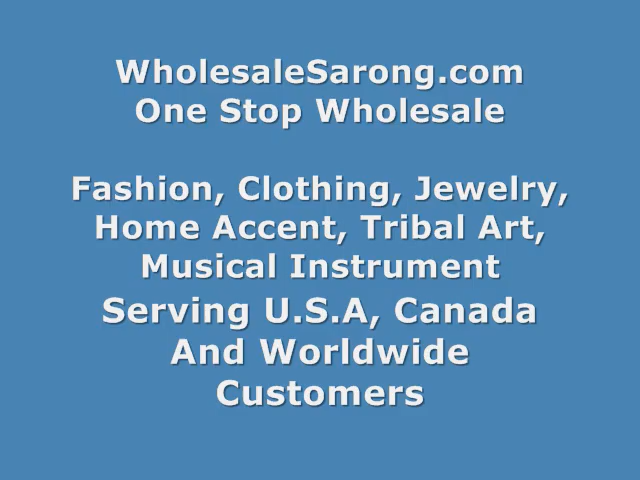 WholesaleSarong.com
One Stop Wholesale
Fashion, Clothing, Jewelry,
Home Accent, Tribal Art,
Musical Instrument
Serving U.S.A, Canada
And Worldwide
Customers